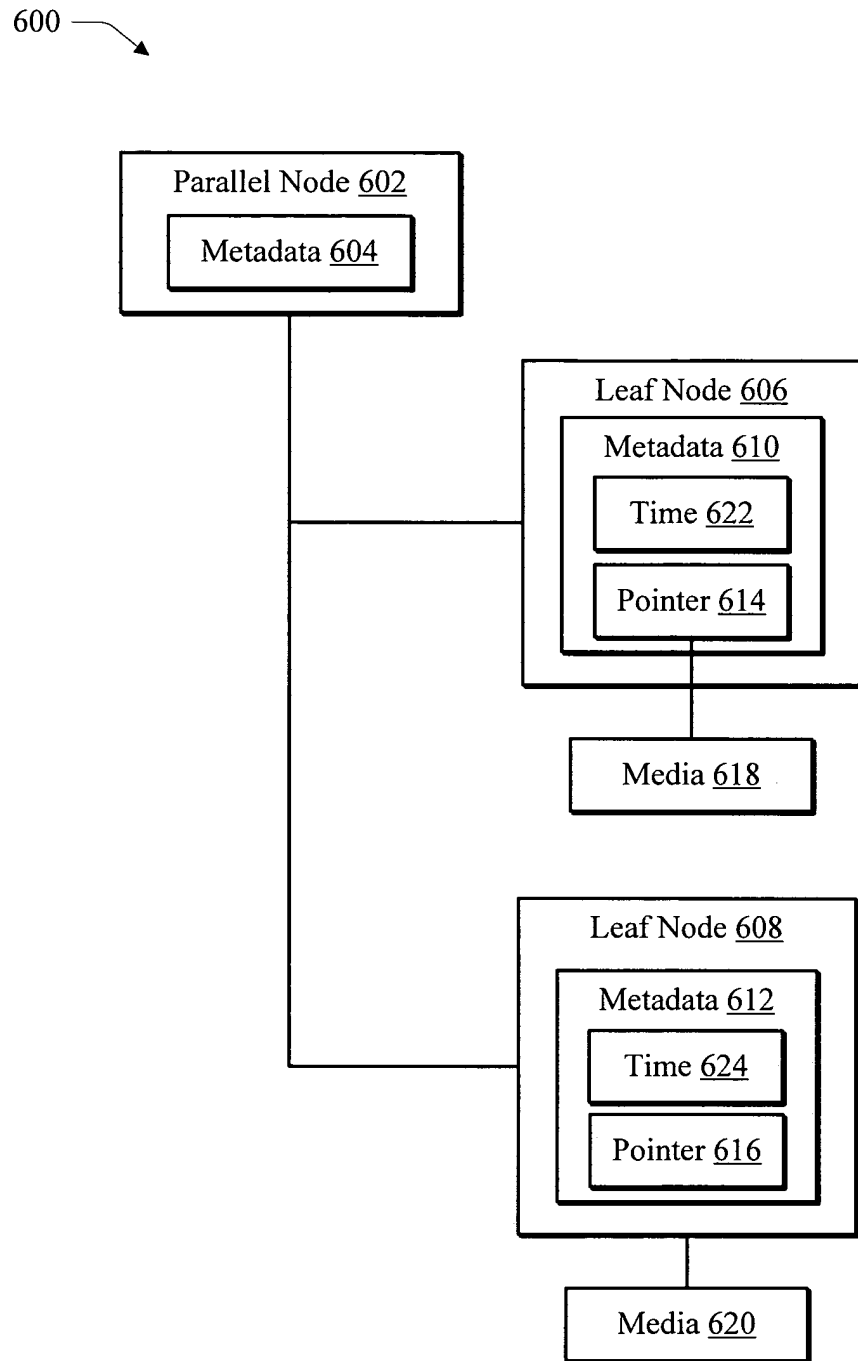 600
Parallel Node 602
Metadata 604
Leaf Node 606
Metadata 610
Time 622
Pointer 614
Media 618
Leaf Node 608
Metadata 612
Time 624
Pointer 616
Media 620